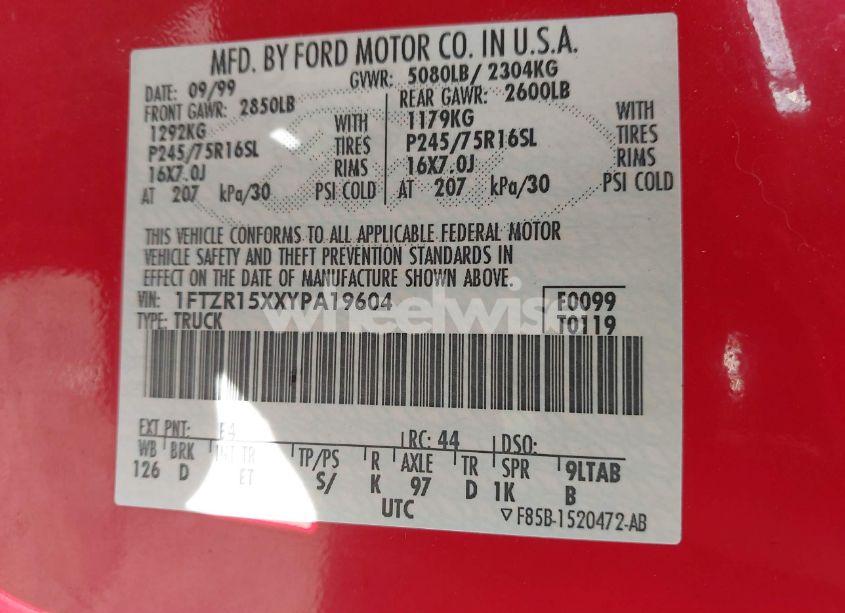 MFD. BY FORD MOTOR CO. IN U.S.A.
DATE: 09/99 GVWR: 5080LB/ 2304KG
FRONT GAWR: 2850LB REAR GAWR: 2600LB
1292KG WITH 1179KG WITH
P245/75R16SL TIRES P245/75R16SL TIRES
16X7.0J RIMS 16X7.0J RIMS
AT 207 kPa/30 PSI COLD AT 207 kPa/30 PSI COLD
THIS VEHICLE CONFORMS TO ALL APPLICABLE FEDERAL MOTOR
VEHICLE SAFETY AND THEFT PREVENTION STANDARDS IN
EFFECT ON THE DATE OF MANUFACTURE SHOWN ABOVE.
VIN: 1FTZR15XXYPA19604 F0099
TYPE: TRUCK T0119
wheelwise
EXT PNT: E4 RC: 44 DSO:
WB BRK INT TR TP/PS R AXLE TR SPR 9LTAB
126 D ET S/ K 97 D 1K B
UTC
▽F85B-1520472-AB